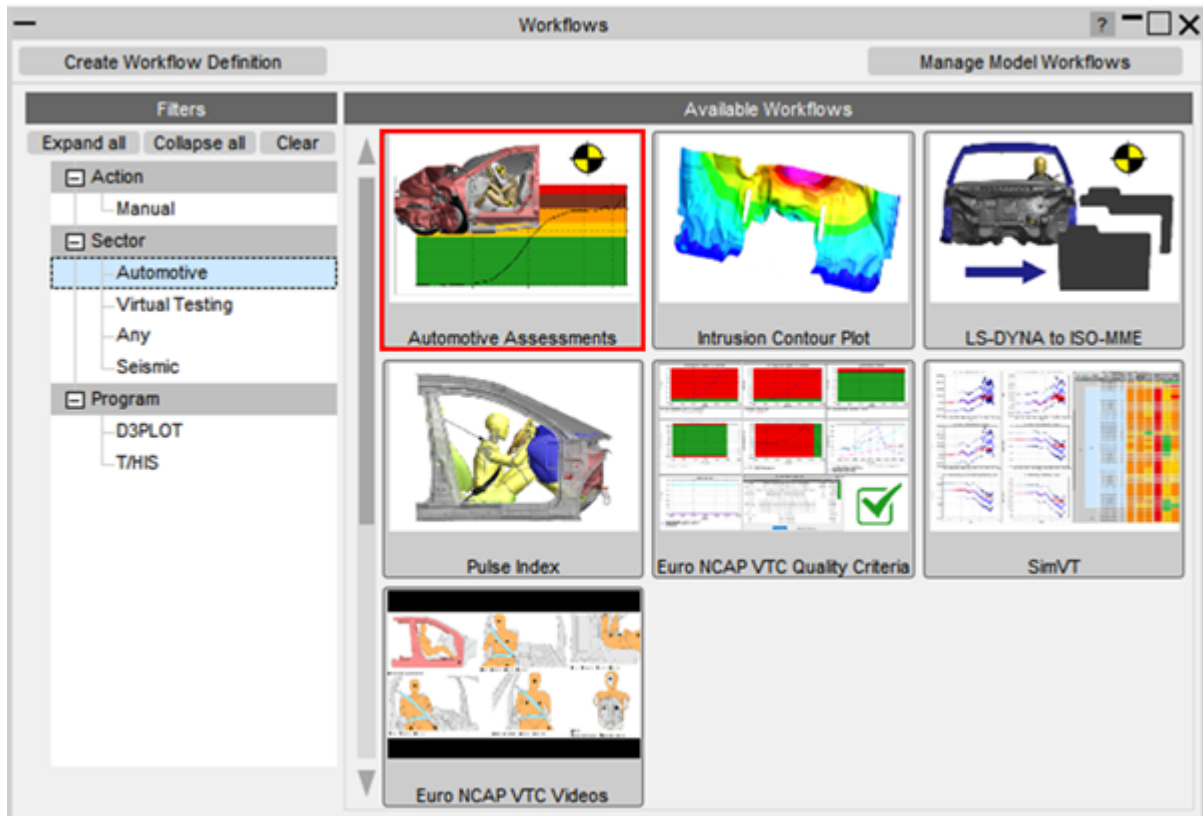 Workflows
?
Create Workflow Definition
Manage Model Workflows
Filters
Expand all
Collapse all
Clear
Action
Manual
Sector
Automotive
Virtual Testing
Any
Seismic
Program
D3PLOT
T/HIS
Available Workflows
Automotive Assessments
Intrusion Contour Plot
LS-DYNA to ISO-MME
Pulse Index
Euro NCAP VTC Quality Criteria
SimVT
Euro NCAP VTC Videos